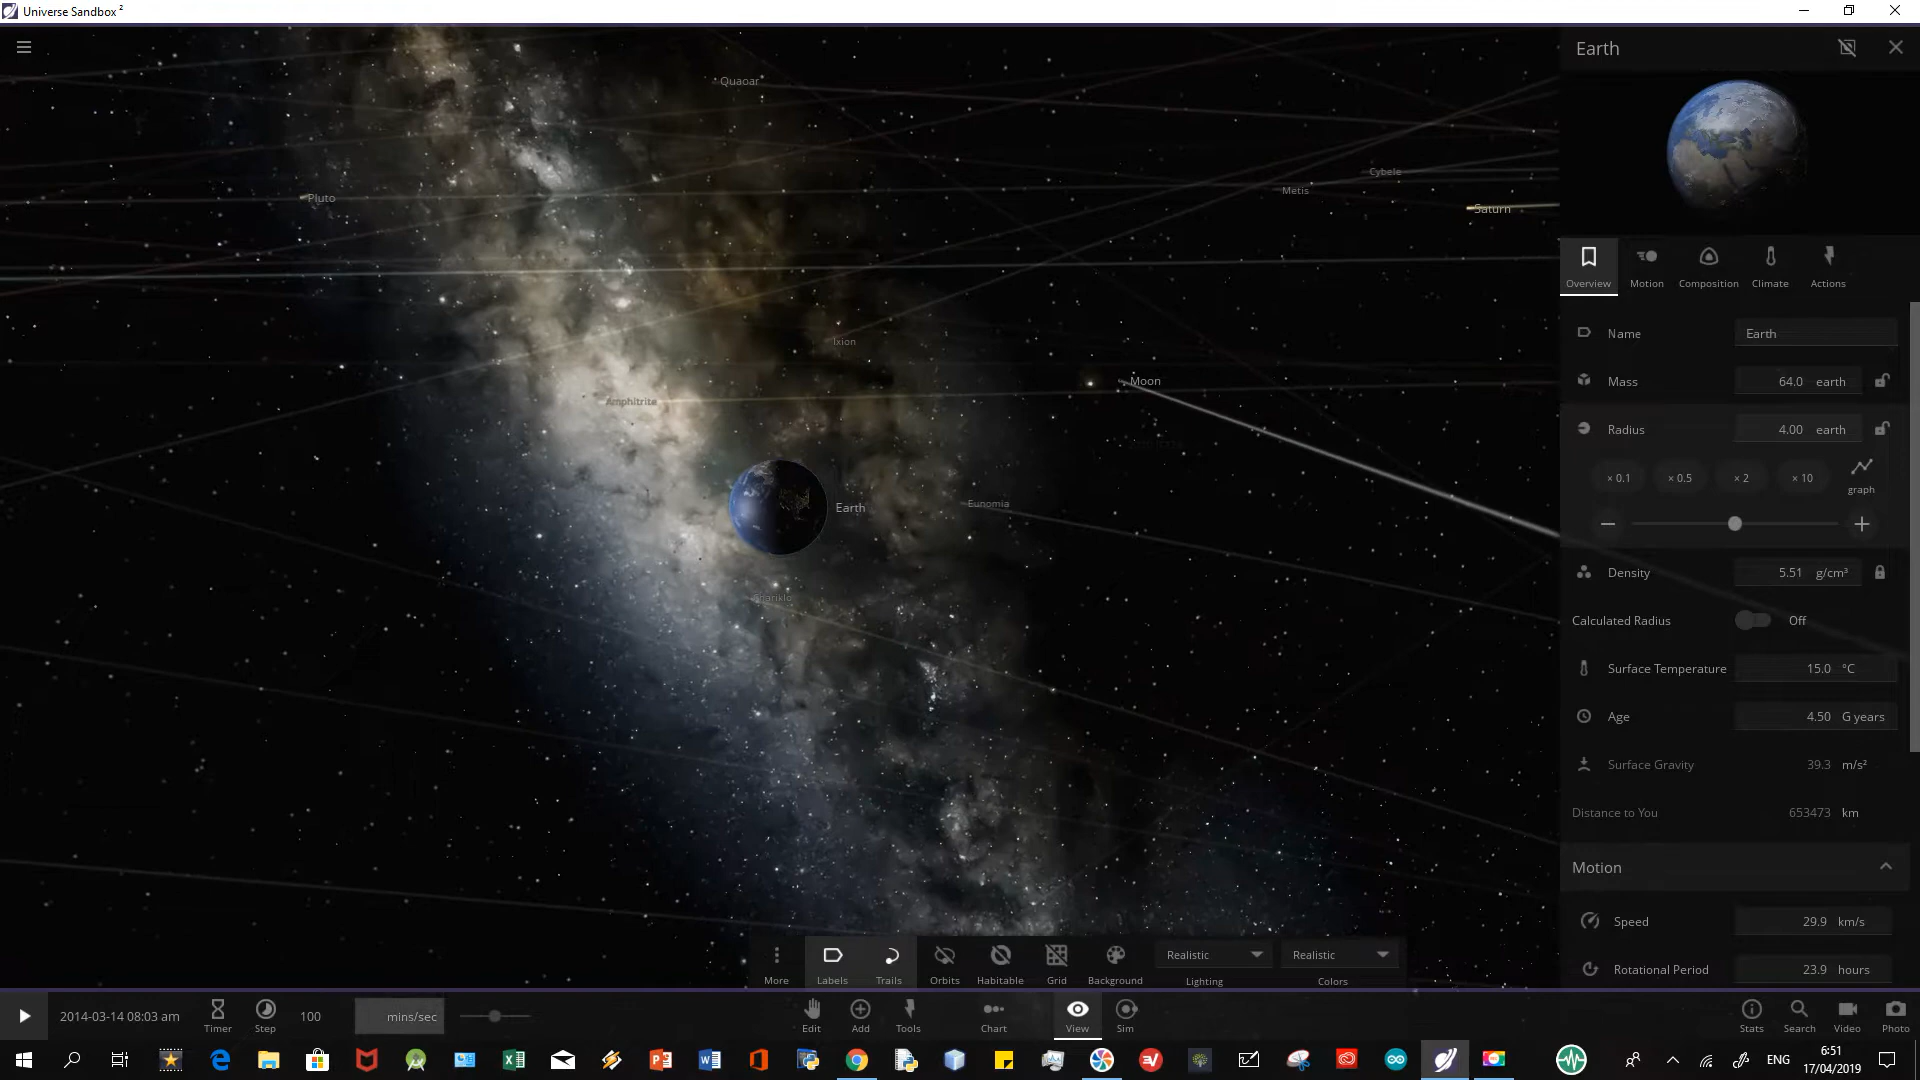 Universe Sandbox ²
Quaoar
Pluto
Metis
Cybele
Saturn
Ixion
Moon
Amphitrite
Earth
Eunomia
Chariklo
Earth
Overview
Motion
Composition
Climate
Actions
Name Earth
Mass 64.0 earth
Radius 4.00 earth
× 0.1 × 0.5 × 2 × 10 graph
Density 5.51 g/cm³
Calculated Radius Off
Surface Temperature 15.0 °C
Age 4.50 G years
Surface Gravity 39.3 m/s²
Distance to You 653473 km
Motion
Speed 29.9 km/s
Rotational Period 23.9 hours
More Labels Trails Orbits Habitable Grid Background
Realistic Lighting
Realistic Colors
2014-03-14 08:03 am
Timer Step
100 mins/sec
Edit Add Tools Chart View Sim
Stats Search Video Photo
ENG
6:51
17/04/2019